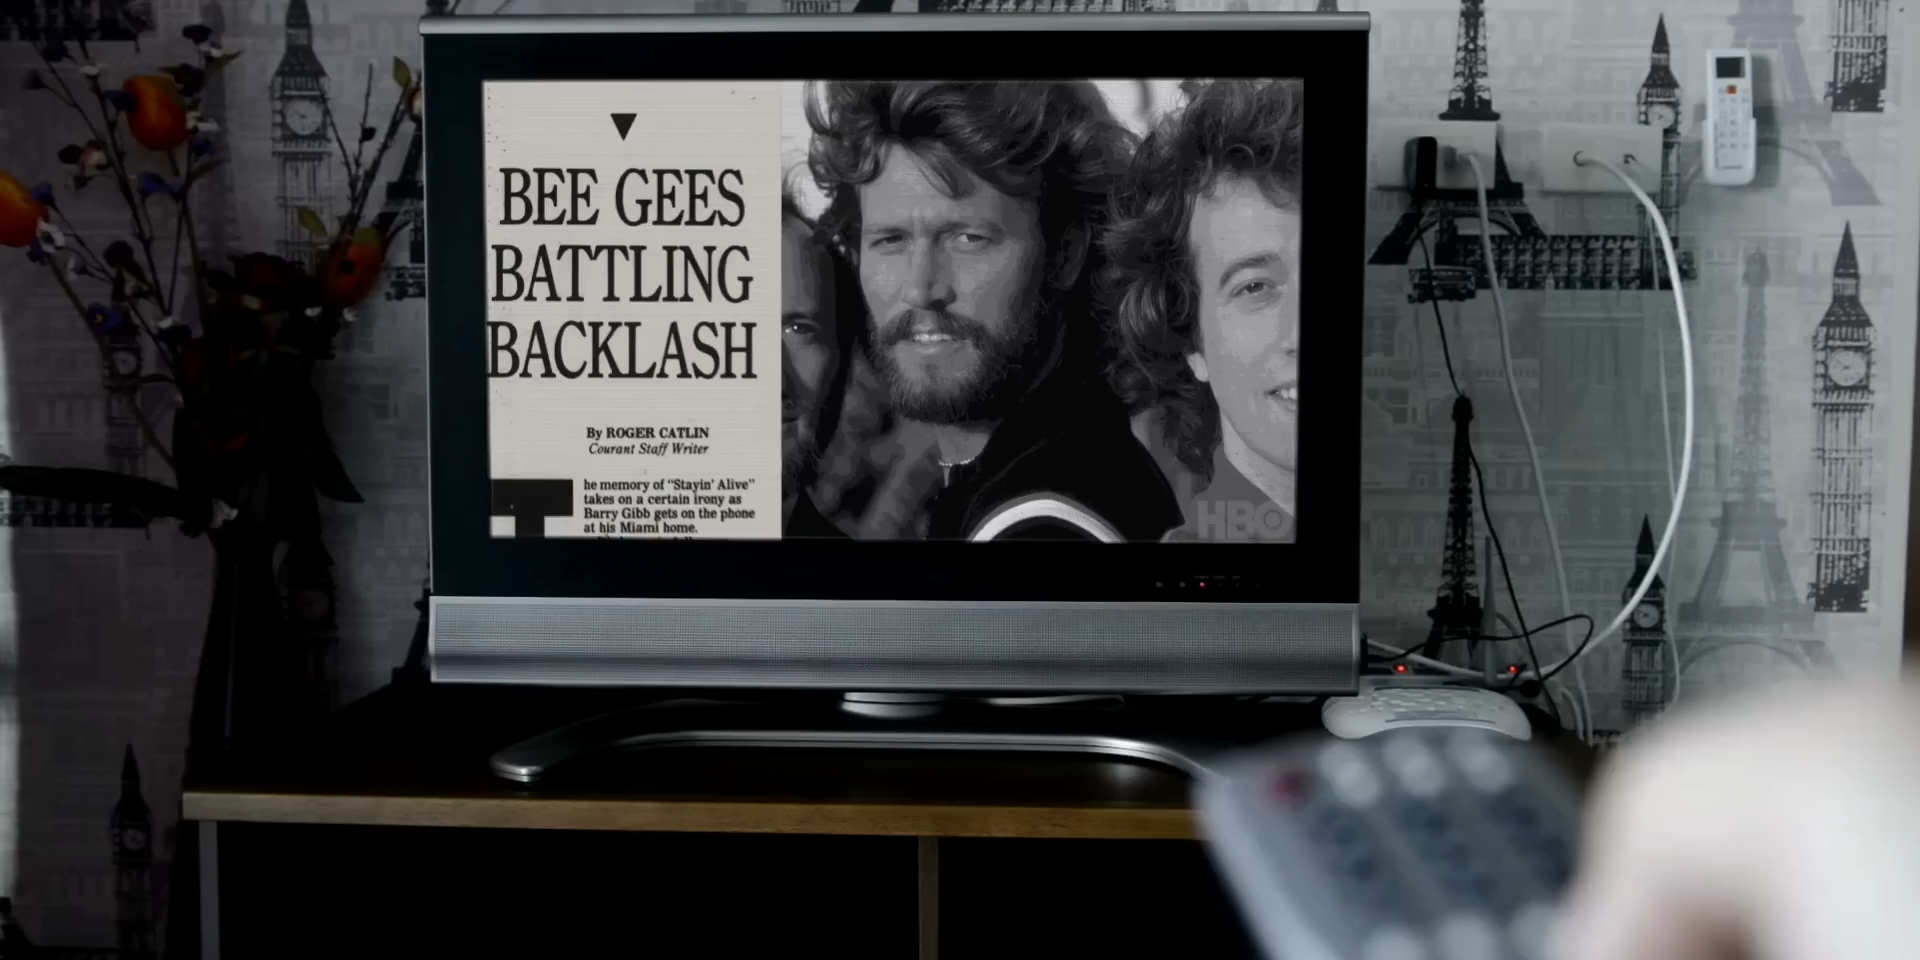 BEE GEES
BATTLING
BACKLASH
By ROGER CATLIN
Courant Staff Writer
The memory of “Stayin’ Alive”
takes on a certain irony as
Barry Gibb gets on the phone
at his Miami home.
HBO